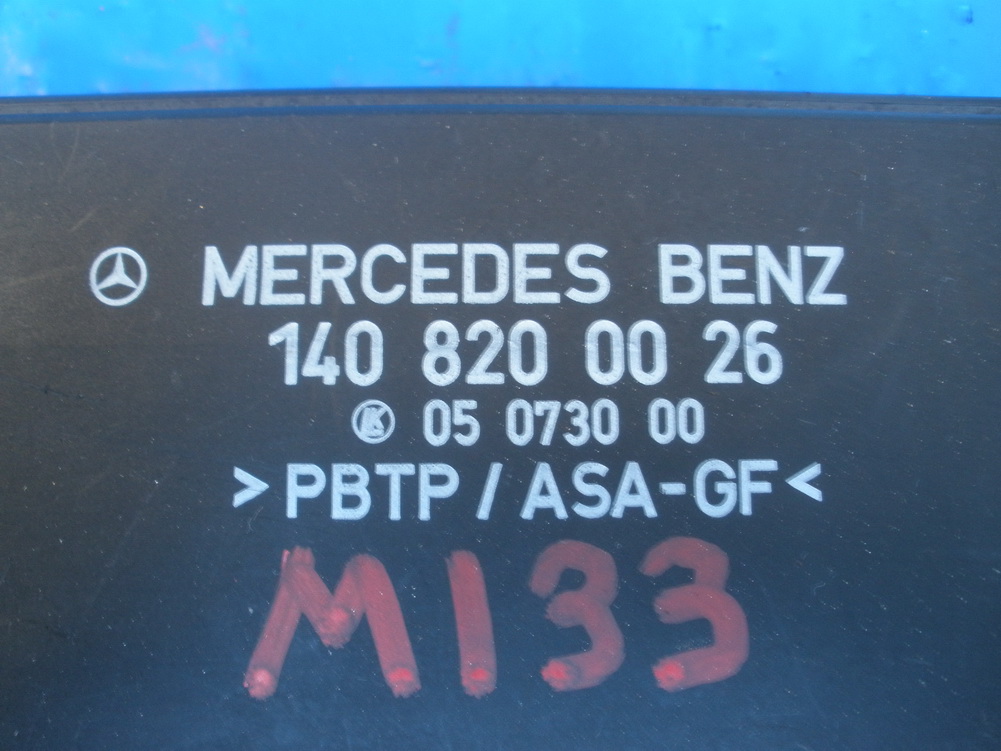 MERCEDES BENZ
140 820 00 26
K 05 0730 00
>PBTP / ASA-GF<
M133